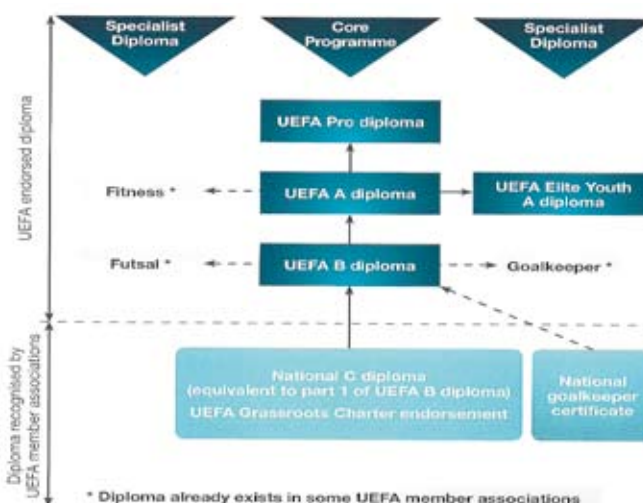 Specialist
Diploma
Core
Programme
Specialist
Diploma
UEFA endorsed diploma
UEFA Pro diploma
Fitness *
UEFA A diploma
UEFA Elite Youth
A diploma
Futsal *
UEFA B diploma
Goalkeeper *
Diploma recognised by
UEFA member associations
National C diploma
(equivalent to part 1 of UEFA B diploma)
UEFA Grassroots Charter endorsement
National
goalkeeper
certificate
* Diploma already exists in some UEFA member associations